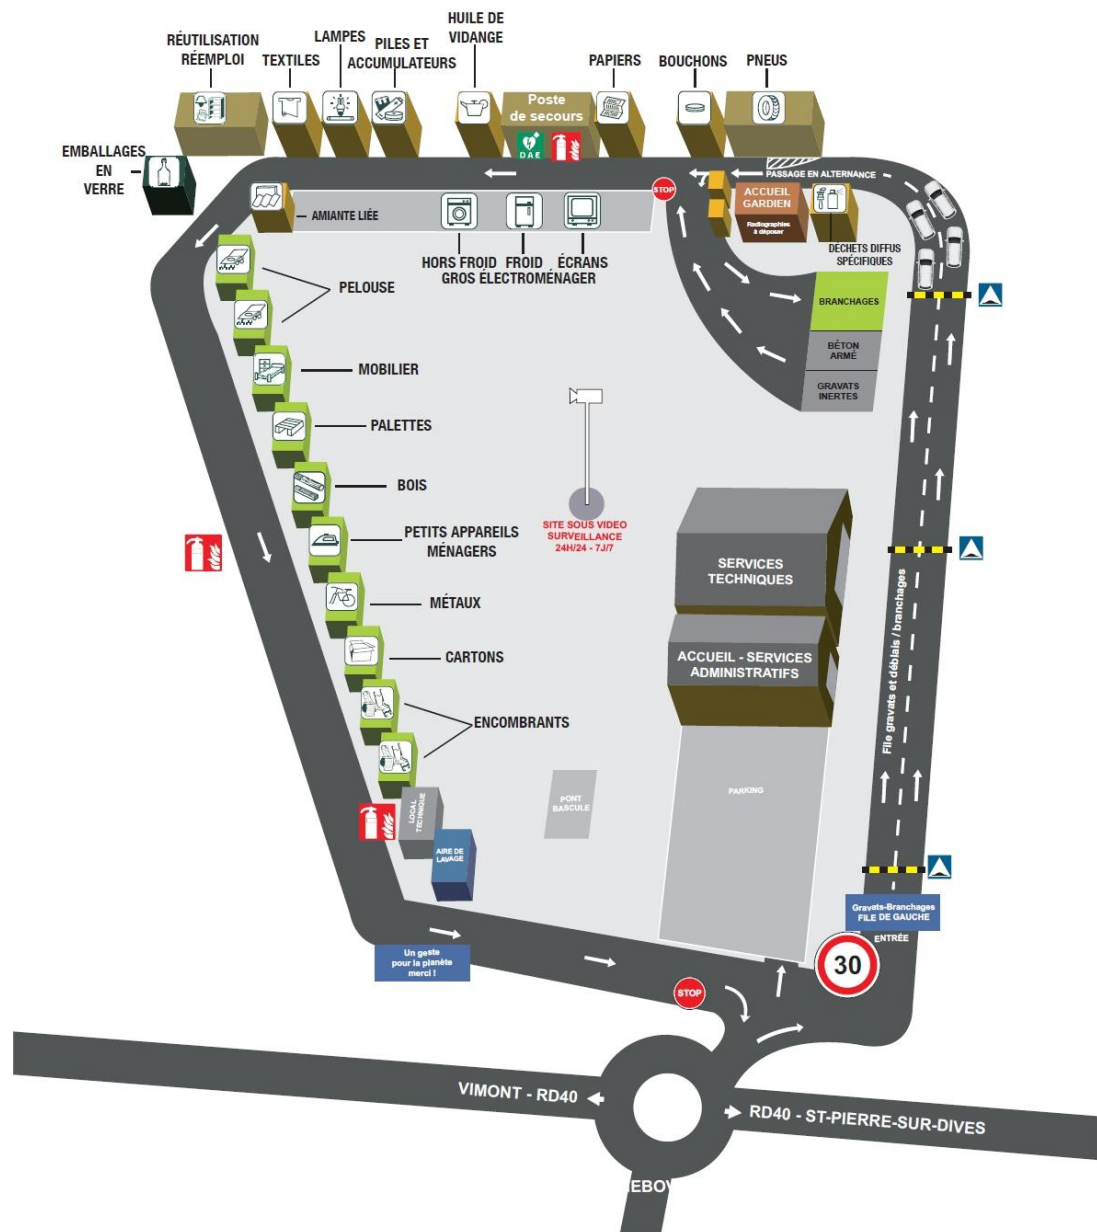 HUILE DE
VIDANGE
RÉUTILISATION
RÉEMPLOI
TEXTILES
LAMPES
PILES ET
ACCUMULATEURS
PAPIERS
BOUCHONS
PNEUS
Poste
de secours
DAE
EMBALLAGES
EN
VERRE
STOP
PASSAGE EN ALTERNANCE
ACCUEIL
GARDIEN
Radiographies
à déposer
AMIANTE LIÉE
DÉCHETS DIFFUS
SPÉCIFIQUES
HORS FROID
FROID
ÉCRANS
GROS ÉLECTROMÉNAGER
PELOUSE
BRANCHAGES
BÉTON
ARMÉ
GRAVATS
INERTES
MOBILIER
PALETTES
BOIS
PETITS APPAREILS
MÉNAGERS
SITE SOUS VIDEO
SURVEILLANCE
24H/24 - 7J/7
SERVICES
TECHNIQUES
MÉTAUX
CARTONS
ACCUEIL - SERVICES
ADMINISTRATIFS
File gravats et déblais / branchages
ENCOMBRANTS
LOCAL
TECHNIQUE
PONT
BASCULE
PARKING
AIRE DE
LAVAGE
Gravats-Branchages
FILE DE GAUCHE
ENTRÉE
Un geste
pour la planète
merci !
30
STOP
VIMONT - RD40
RD40 - ST-PIERRE-SUR-DIVES